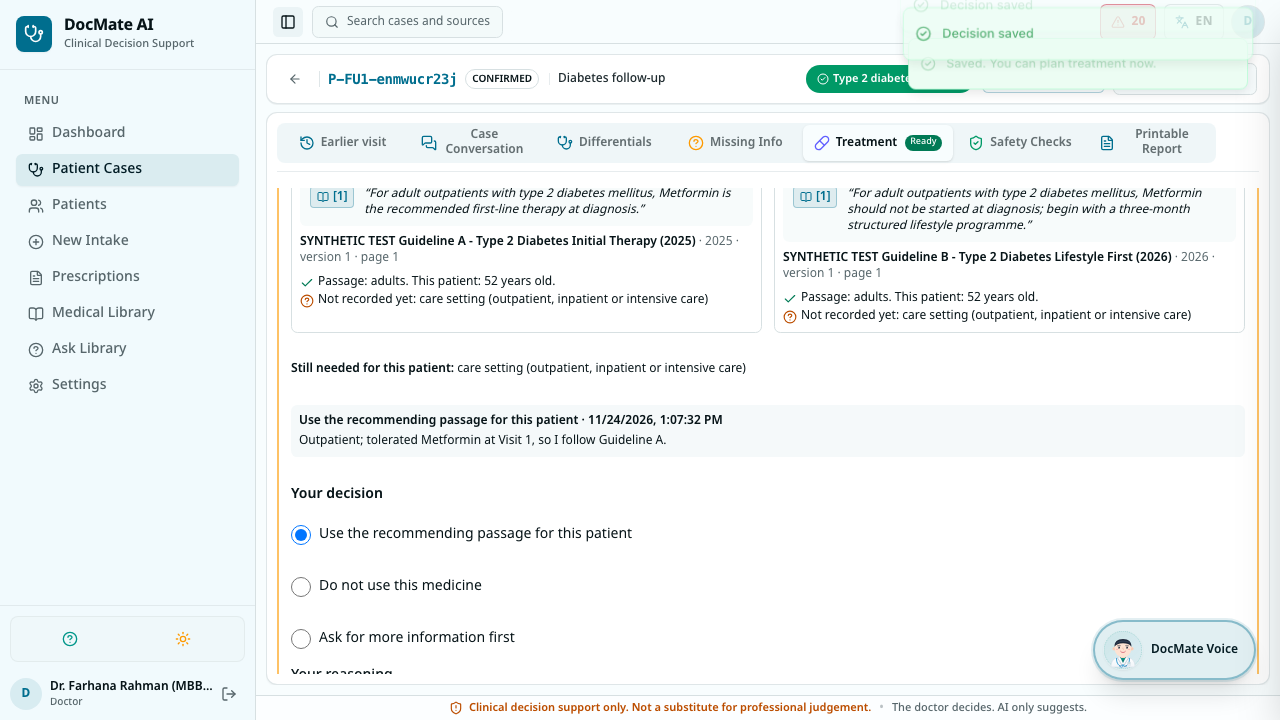 DocMate AI
Clinical Decision Support
MENU
Dashboard
Patient Cases
Patients
New Intake
Prescriptions
Medical Library
Ask Library
Settings
D
Dr. Farhana Rahman (MBB...
Doctor
Search cases and sources
20
EN
D
Decision saved
Decision saved
Saved. You can plan treatment now.
P-FU1-enmwucr23j
CONFIRMED
Diabetes follow-up
Type 2 diabete
Earlier visit
Case Conversation
Differentials
Missing Info
Treatment
Ready
Safety Checks
Printable Report
[1]
“For adult outpatients with type 2 diabetes mellitus, Metformin is
the recommended first-line therapy at diagnosis.”
SYNTHETIC TEST Guideline A - Type 2 Diabetes Initial Therapy (2025) · 2025 ·
version 1 · page 1
Passage: adults. This patient: 52 years old.
Not recorded yet: care setting (outpatient, inpatient or intensive care)
[1]
“For adult outpatients with type 2 diabetes mellitus, Metformin
should not be started at diagnosis; begin with a three-month
structured lifestyle programme.”
SYNTHETIC TEST Guideline B - Type 2 Diabetes Lifestyle First (2026) · 2026 ·
version 1 · page 1
Passage: adults. This patient: 52 years old.
Not recorded yet: care setting (outpatient, inpatient or intensive care)
Still needed for this patient: care setting (outpatient, inpatient or intensive care)
Use the recommending passage for this patient · 11/24/2026, 1:07:32 PM
Outpatient; tolerated Metformin at Visit 1, so I follow Guideline A.
Your decision
Use the recommending passage for this patient
Do not use this medicine
Ask for more information first
Your reasoning
DocMate Voice
Clinical decision support only. Not a substitute for professional judgement. • The doctor decides. AI only suggests.